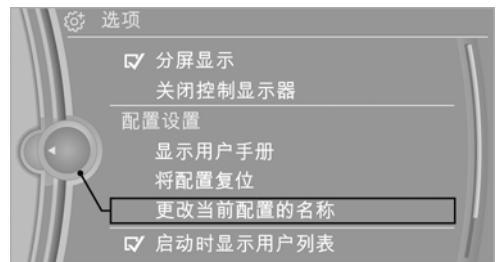 选项
分屏显示
关闭控制显示器
配置设置
显示用户手册
将配置复位
更改当前配置的名称
启动时显示用户列表